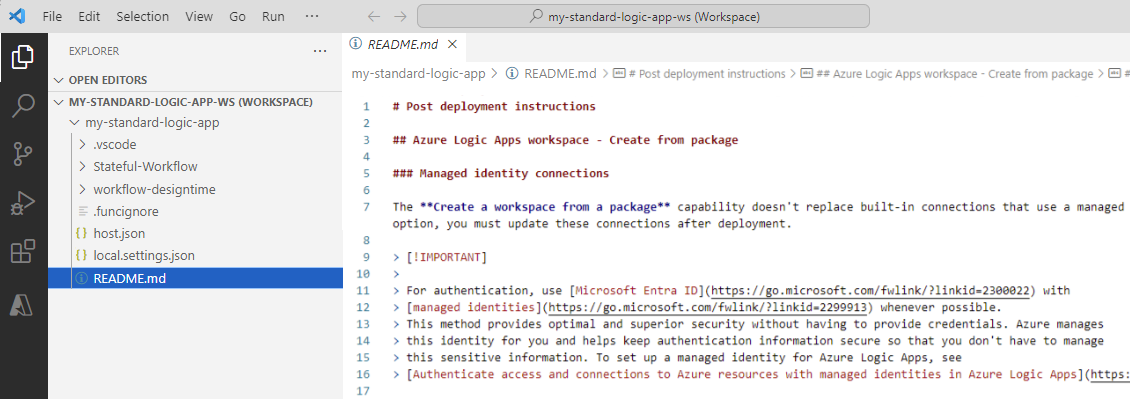 File Edit Selection View Go Run ···
my-standard-logic-app-ws (Workspace)
EXPLORER ···
OPEN EDITORS
MY-STANDARD-LOGIC-APP-WS (WORKSPACE)
my-standard-logic-app
.vscode
Stateful-Workflow
workflow-designtime
.funcignore
host.json
local.settings.json
README.md
README.md
my-standard-logic-app > README.md > # Post deployment instructions > ## Azure Logic Apps workspace - Create from package > #
1 # Post deployment instructions
2
3 ## Azure Logic Apps workspace - Create from package
4
5 ### Managed identity connections
6
7 The **Create a workspace from a package** capability doesn't replace built-in connections that use a managed
option, you must update these connections after deployment.
8
9 > [!IMPORTANT]
10 >
11 > For authentication, use [Microsoft Entra ID](https://go.microsoft.com/fwlink/?linkid=2300022) with
12 > [managed identities](https://go.microsoft.com/fwlink/?linkid=2299913) whenever possible.
13 > This method provides optimal and superior security without having to provide credentials. Azure manages
14 > this identity for you and helps keep authentication information secure so that you don't have to manage
15 > this sensitive information. To set up a managed identity for Azure Logic Apps, see
16 > [Authenticate access and connections to Azure resources with managed identities in Azure Logic Apps](https:
17